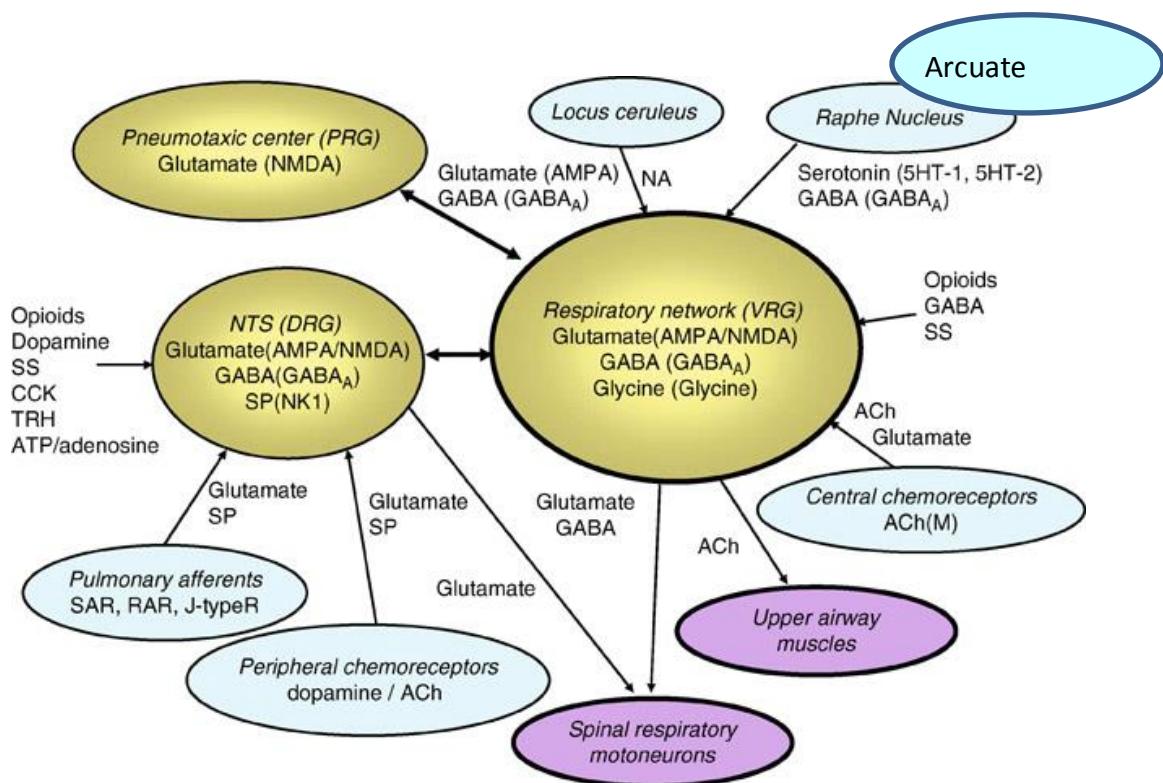 Arcuate
Locus ceruleus
Raphe Nucleus
Pneumotaxic center (PRG)
Glutamate (NMDA)
Glutamate (AMPA)
GABA (GABAA)
NA
Serotonin (5HT-1, 5HT-2)
GABA (GABAA)
Opioids
GABA
SS
Respiratory network (VRG)
Glutamate(AMPA/NMDA)
GABA (GABAA)
Glycine (Glycine)
Opioids
Dopamine
SS
CCK
TRH
ATP/adenosine
NTS (DRG)
Glutamate(AMPA/NMDA)
GABA(GABAA)
SP(NK1)
ACh
Glutamate
Central chemoreceptors
ACh(M)
Glutamate
SP
Glutamate
SP
Glutamate
GABA
ACh
Glutamate
Pulmonary afferents
SAR, RAR, J-typeR
Upper airway
muscles
Peripheral chemoreceptors
dopamine / ACh
Spinal respiratory
motoneurons